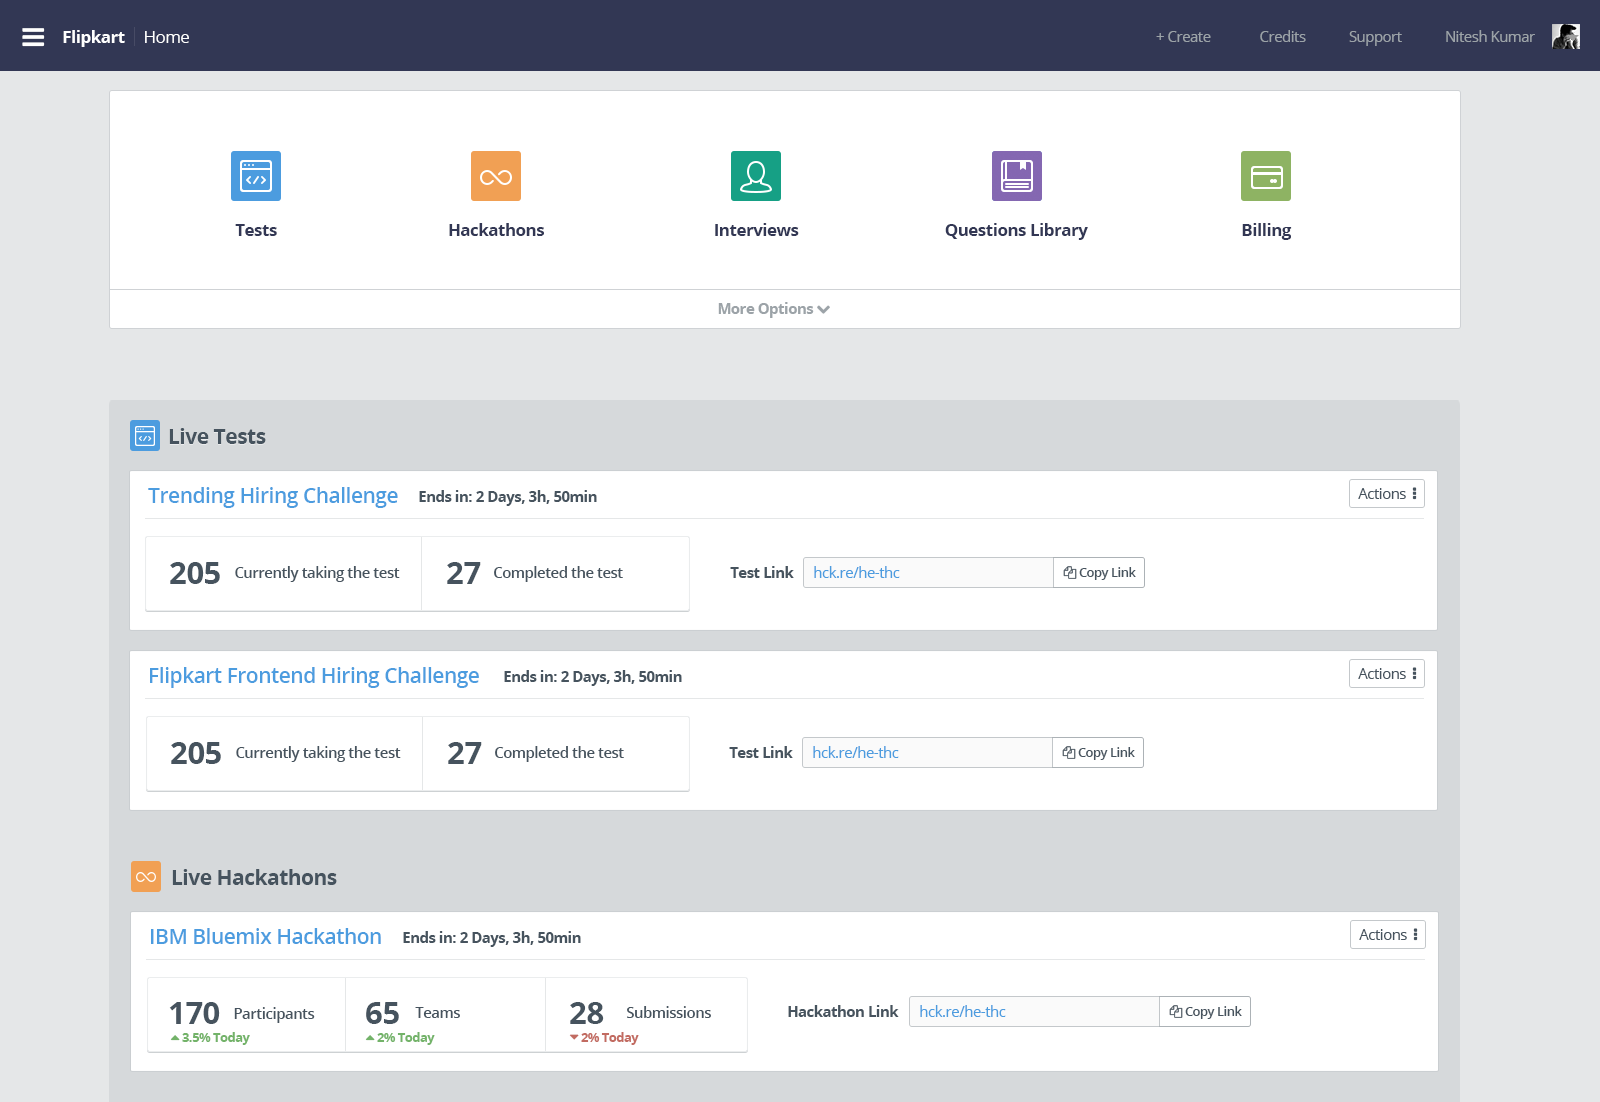 Flipkart Home + Create Credits Support Nitesh Kumar
Tests Hackathons Interviews Questions Library Billing
More Options
Live Tests
Trending Hiring Challenge Ends in: 2 Days, 3h, 50min Actions
205 Currently taking the test 27 Completed the test Test Link hck.re/he-thc Copy Link
Flipkart Frontend Hiring Challenge Ends in: 2 Days, 3h, 50min Actions
205 Currently taking the test 27 Completed the test Test Link hck.re/he-thc Copy Link
Live Hackathons
IBM Bluemix Hackathon Ends in: 2 Days, 3h, 50min Actions
170 Participants 65 Teams 28 Submissions Hackathon Link hck.re/he-thc Copy Link
3.5% Today 2% Today 2% Today